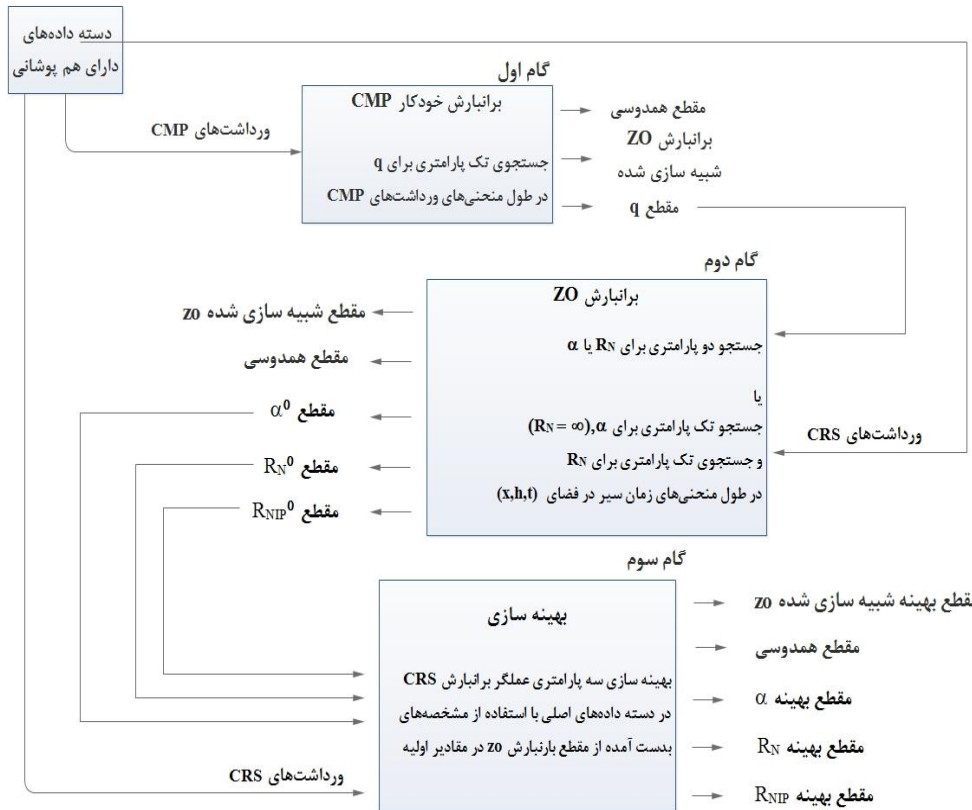 دسته داده‌های
دارای هم پوشانی
گام اول
برانبارش خودکار CMP
جستجوی تک پارامتری برای q
در طول منحنی‌های ورداشت‌های CMP
ورداشت‌های CMP
مقطع همدوسی
برانبارش ZO
شبیه سازی شده
مقطع q
گام دوم
برانبارش ZO
جستجو دو پارامتری برای RN یا α
یا
جستجو تک پارامتری برای α,(RN = ∞)
و جستجوی تک پارامتری برای RN
در طول منحنی‌های زمان سیر در فضای (x,h,t)
ورداشت‌های CRS
مقطع شبیه سازی شده zo
مقطع همدوسی
مقطع α⁰
مقطع RN⁰
مقطع RNIP⁰
گام سوم
بهینه سازی
بهینه سازی سه پارامتری عملگر برانبارش CRS
در دسته داده‌های اصلی با استفاده از مشخصه‌های
بدست آمده از مقطع بارنبارش zo در مقادیر اولیه
ورداشت‌های CRS
مقطع بهینه شبیه سازی شده zo
مقطع همدوسی
مقطع بهینه α
مقطع بهینه RN
مقطع بهینه RNIP